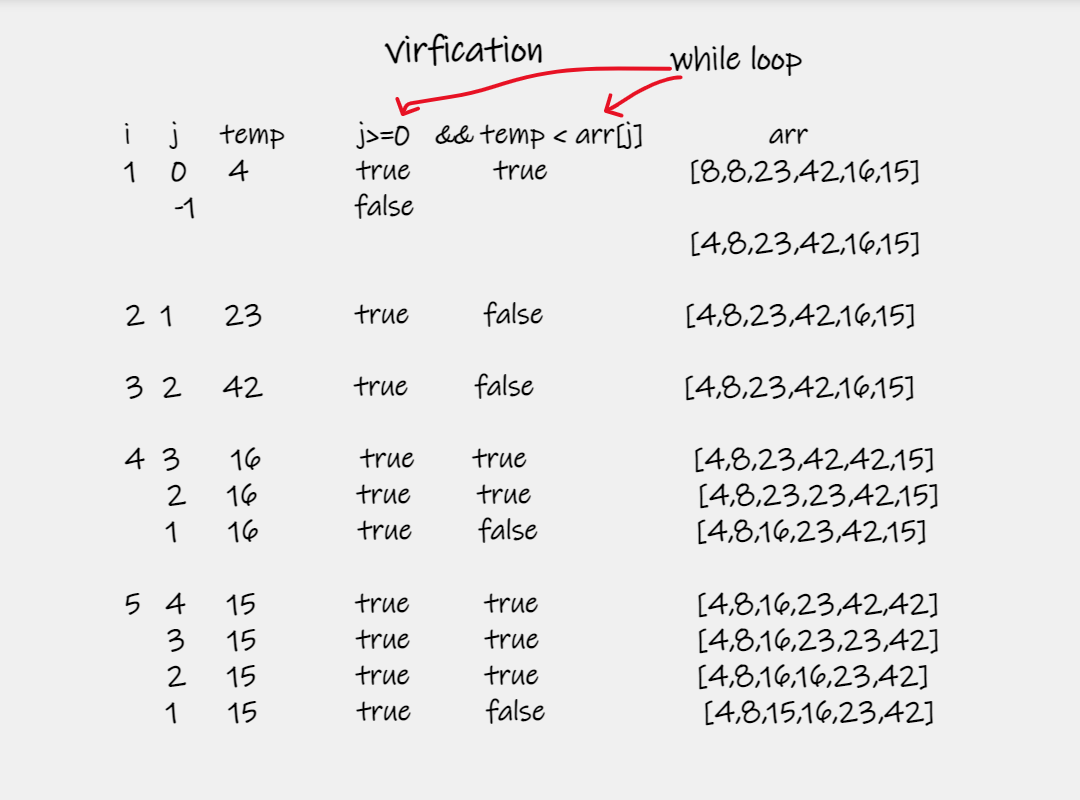 virfication while loop
i j temp j>=0 && temp < arr[j] arr
1 0 4 true true [8,8,23,42,16,15]
-1 false
[4,8,23,42,16,15]
2 1 23 true false [4,8,23,42,16,15]
3 2 42 true false [4,8,23,42,16,15]
4 3 16 true true [4,8,23,42,42,15]
2 16 true true [4,8,23,23,42,15]
1 16 true false [4,8,16,23,42,15]
5 4 15 true true [4,8,16,23,42,42]
3 15 true true [4,8,16,23,23,42]
2 15 true true [4,8,16,16,23,42]
1 15 true false [4,8,15,16,23,42]